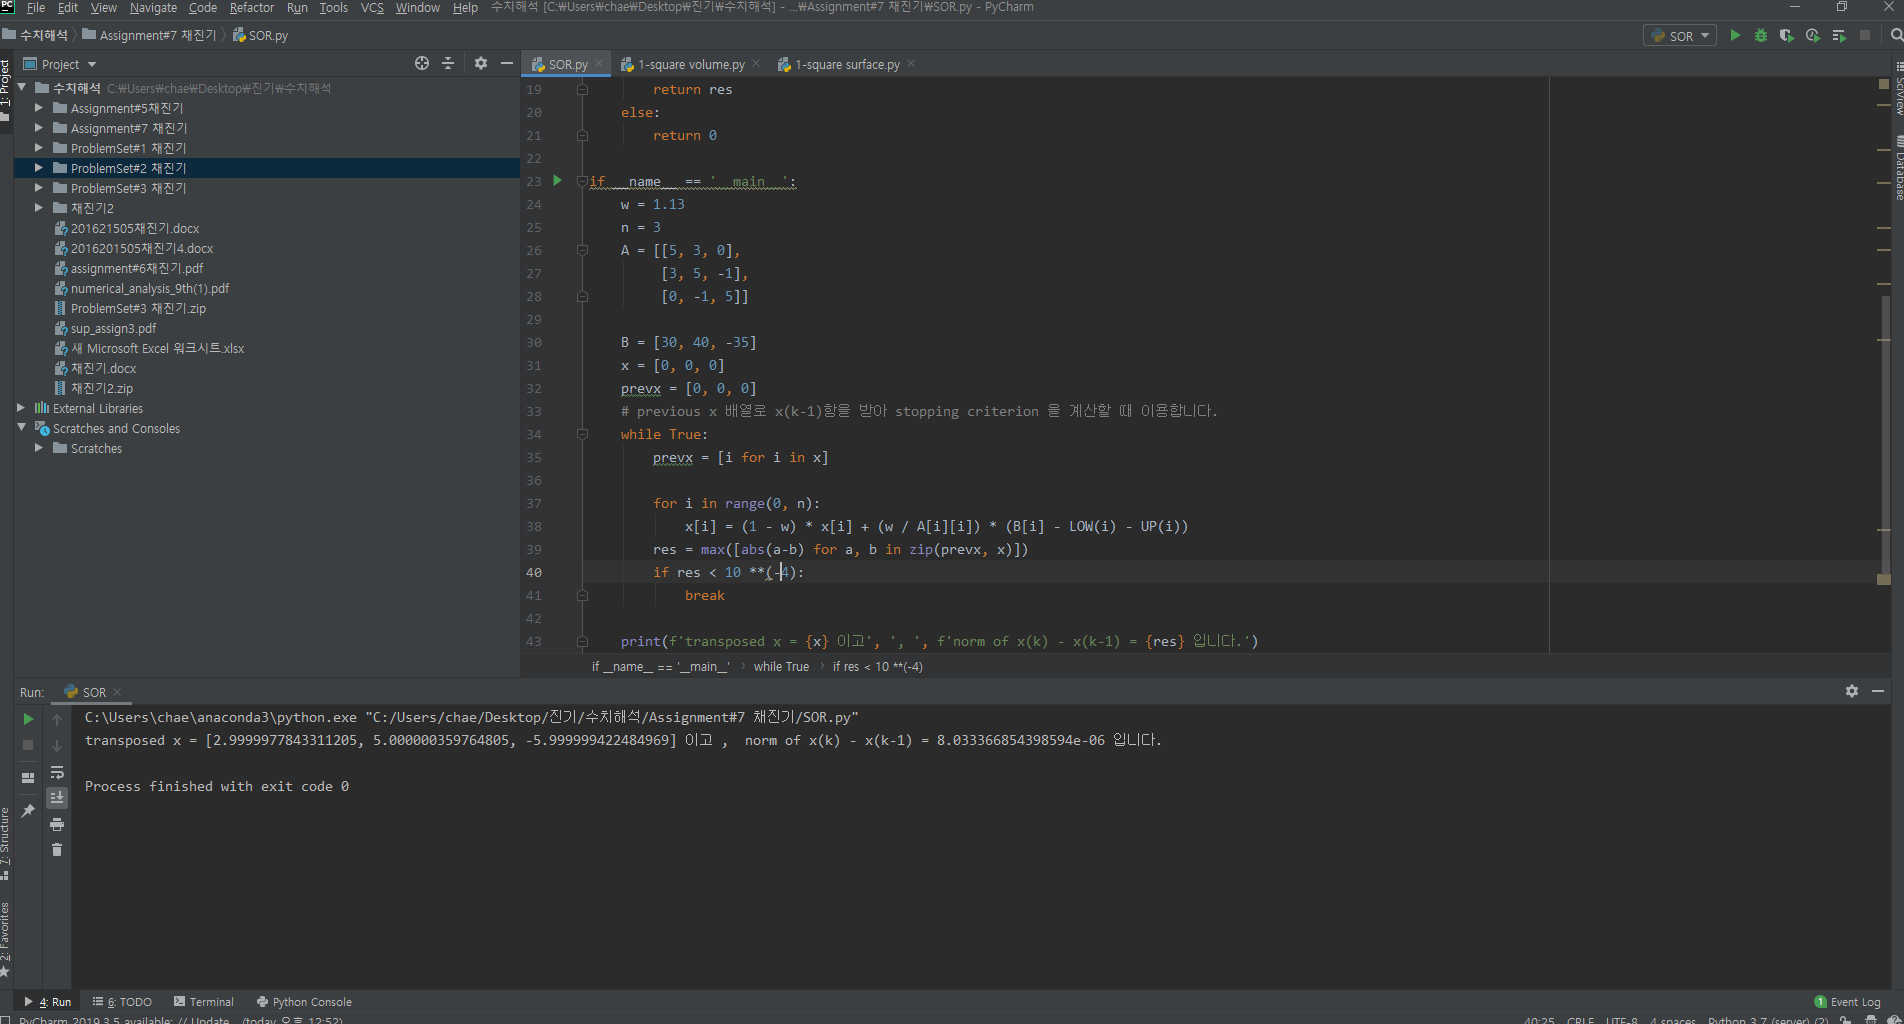 File Edit View Navigate Code Refactor Run Tools VCS Window Help 수치해석 [C:₩Users₩chae₩Desktop₩진기₩수치해석] - ...₩Assignment#7 채진기₩SOR.py - PyCharm
수치해석 Assignment#7 채진기 SOR.py
SOR
Project
SOR.py
1-square volume.py
1-square surface.py
1: Project
수치해석 C:₩Users₩chae₩Desktop₩진기₩수치해석
Assignment#5채진기
Assignment#7 채진기
ProblemSet#1 채진기
ProblemSet#2 채진기
ProblemSet#3 채진기
채진기2
201621505채진기.docx
2016201505채진기4.docx
assignment#6채진기.pdf
numerical_analysis_9th(1).pdf
ProblemSet#3 채진기.zip
sup_assign3.pdf
새 Microsoft Excel 워크시트.xlsx
채진기.docx
채진기2.zip
External Libraries
Scratches and Consoles
Scratches
19 return res
20 else:
21 return 0
22
23 if __name__ == '__main__':
24 w = 1.13
25 n = 3
26 A = [[5, 3, 0],
27 [3, 5, -1],
28 [0, -1, 5]]
29
30 B = [30, 40, -35]
31 x = [0, 0, 0]
32 prevx = [0, 0, 0]
33 # previous x 배열로 x(k-1)항을 받아 stopping criterion 을 계산할 때 이용합니다.
34 while True:
35 prevx = [i for i in x]
36
37 for i in range(0, n):
38 x[i] = (1 - w) * x[i] + (w / A[i][i]) * (B[i] - LOW(i) - UP(i))
39 res = max([abs(a-b) for a, b in zip(prevx, x)])
40 if res < 10 **(-4):
41 break
42
43 print(f'transposed x = {x} 이고', ', ', f'norm of x(k) - x(k-1) = {res} 입니다.')
if __name__ == '__main__' while True if res < 10 **(-4)
SciView
Database
Run: SOR
C:\Users\chae\anaconda3\python.exe "C:/Users/chae/Desktop/진기/수치해석/Assignment#7 채진기/SOR.py"
transposed x = [2.9999977843311205, 5.000000359764805, -5.999999422484969] 이고 ,  norm of x(k) - x(k-1) = 8.033366854398594e-06 입니다.
Process finished with exit code 0
7: Structure
2: Favorites
4: Run 6: TODO Terminal Python Console
1 Event Log
PyCharm 2019.3.5 available: // Update... (today 오후 12:52)
40:25 CRLF UTF-8 4 spaces Python 3.7 (server) (2)